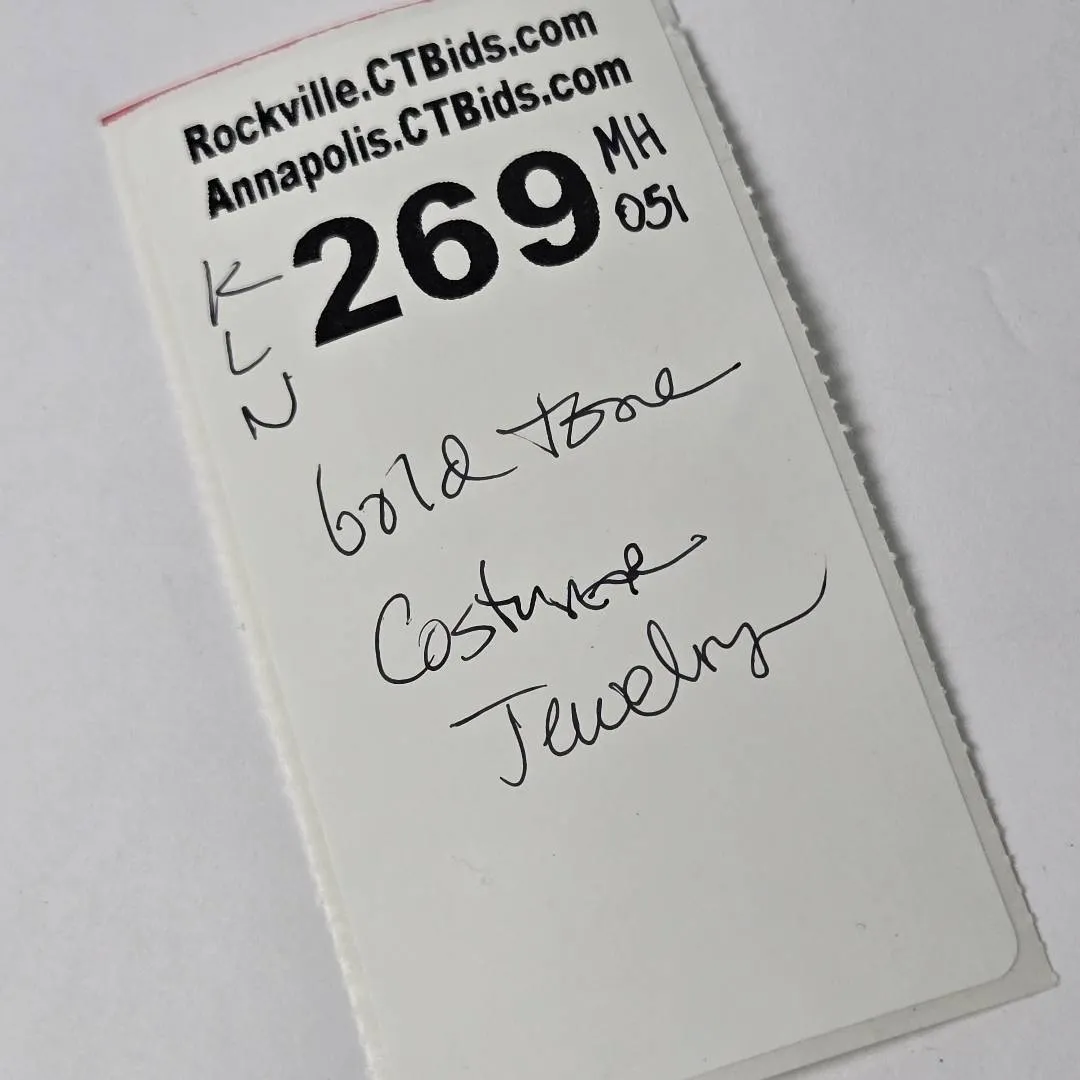 Rockville.CTBids.com
Annapolis.CTBids.com
269
MH
051
K
L
N
Gold tone
Costume
Jewelry